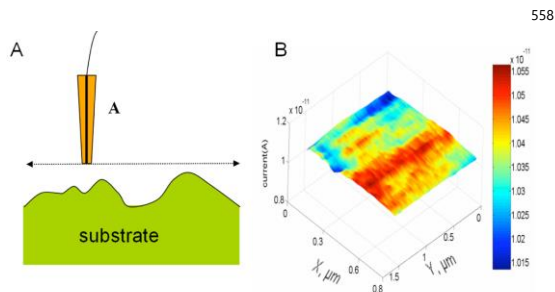 558
A
A
substrate
B
x 10⁻¹¹
1.2
1
0.8
current(A)
0
0.3
0.6
0.8
X, µm
1.5
1
0.5
0
Y, µm
x 10⁻¹¹
1.055
1.05
1.045
1.04
1.035
1.03
1.025
1.02
1.015